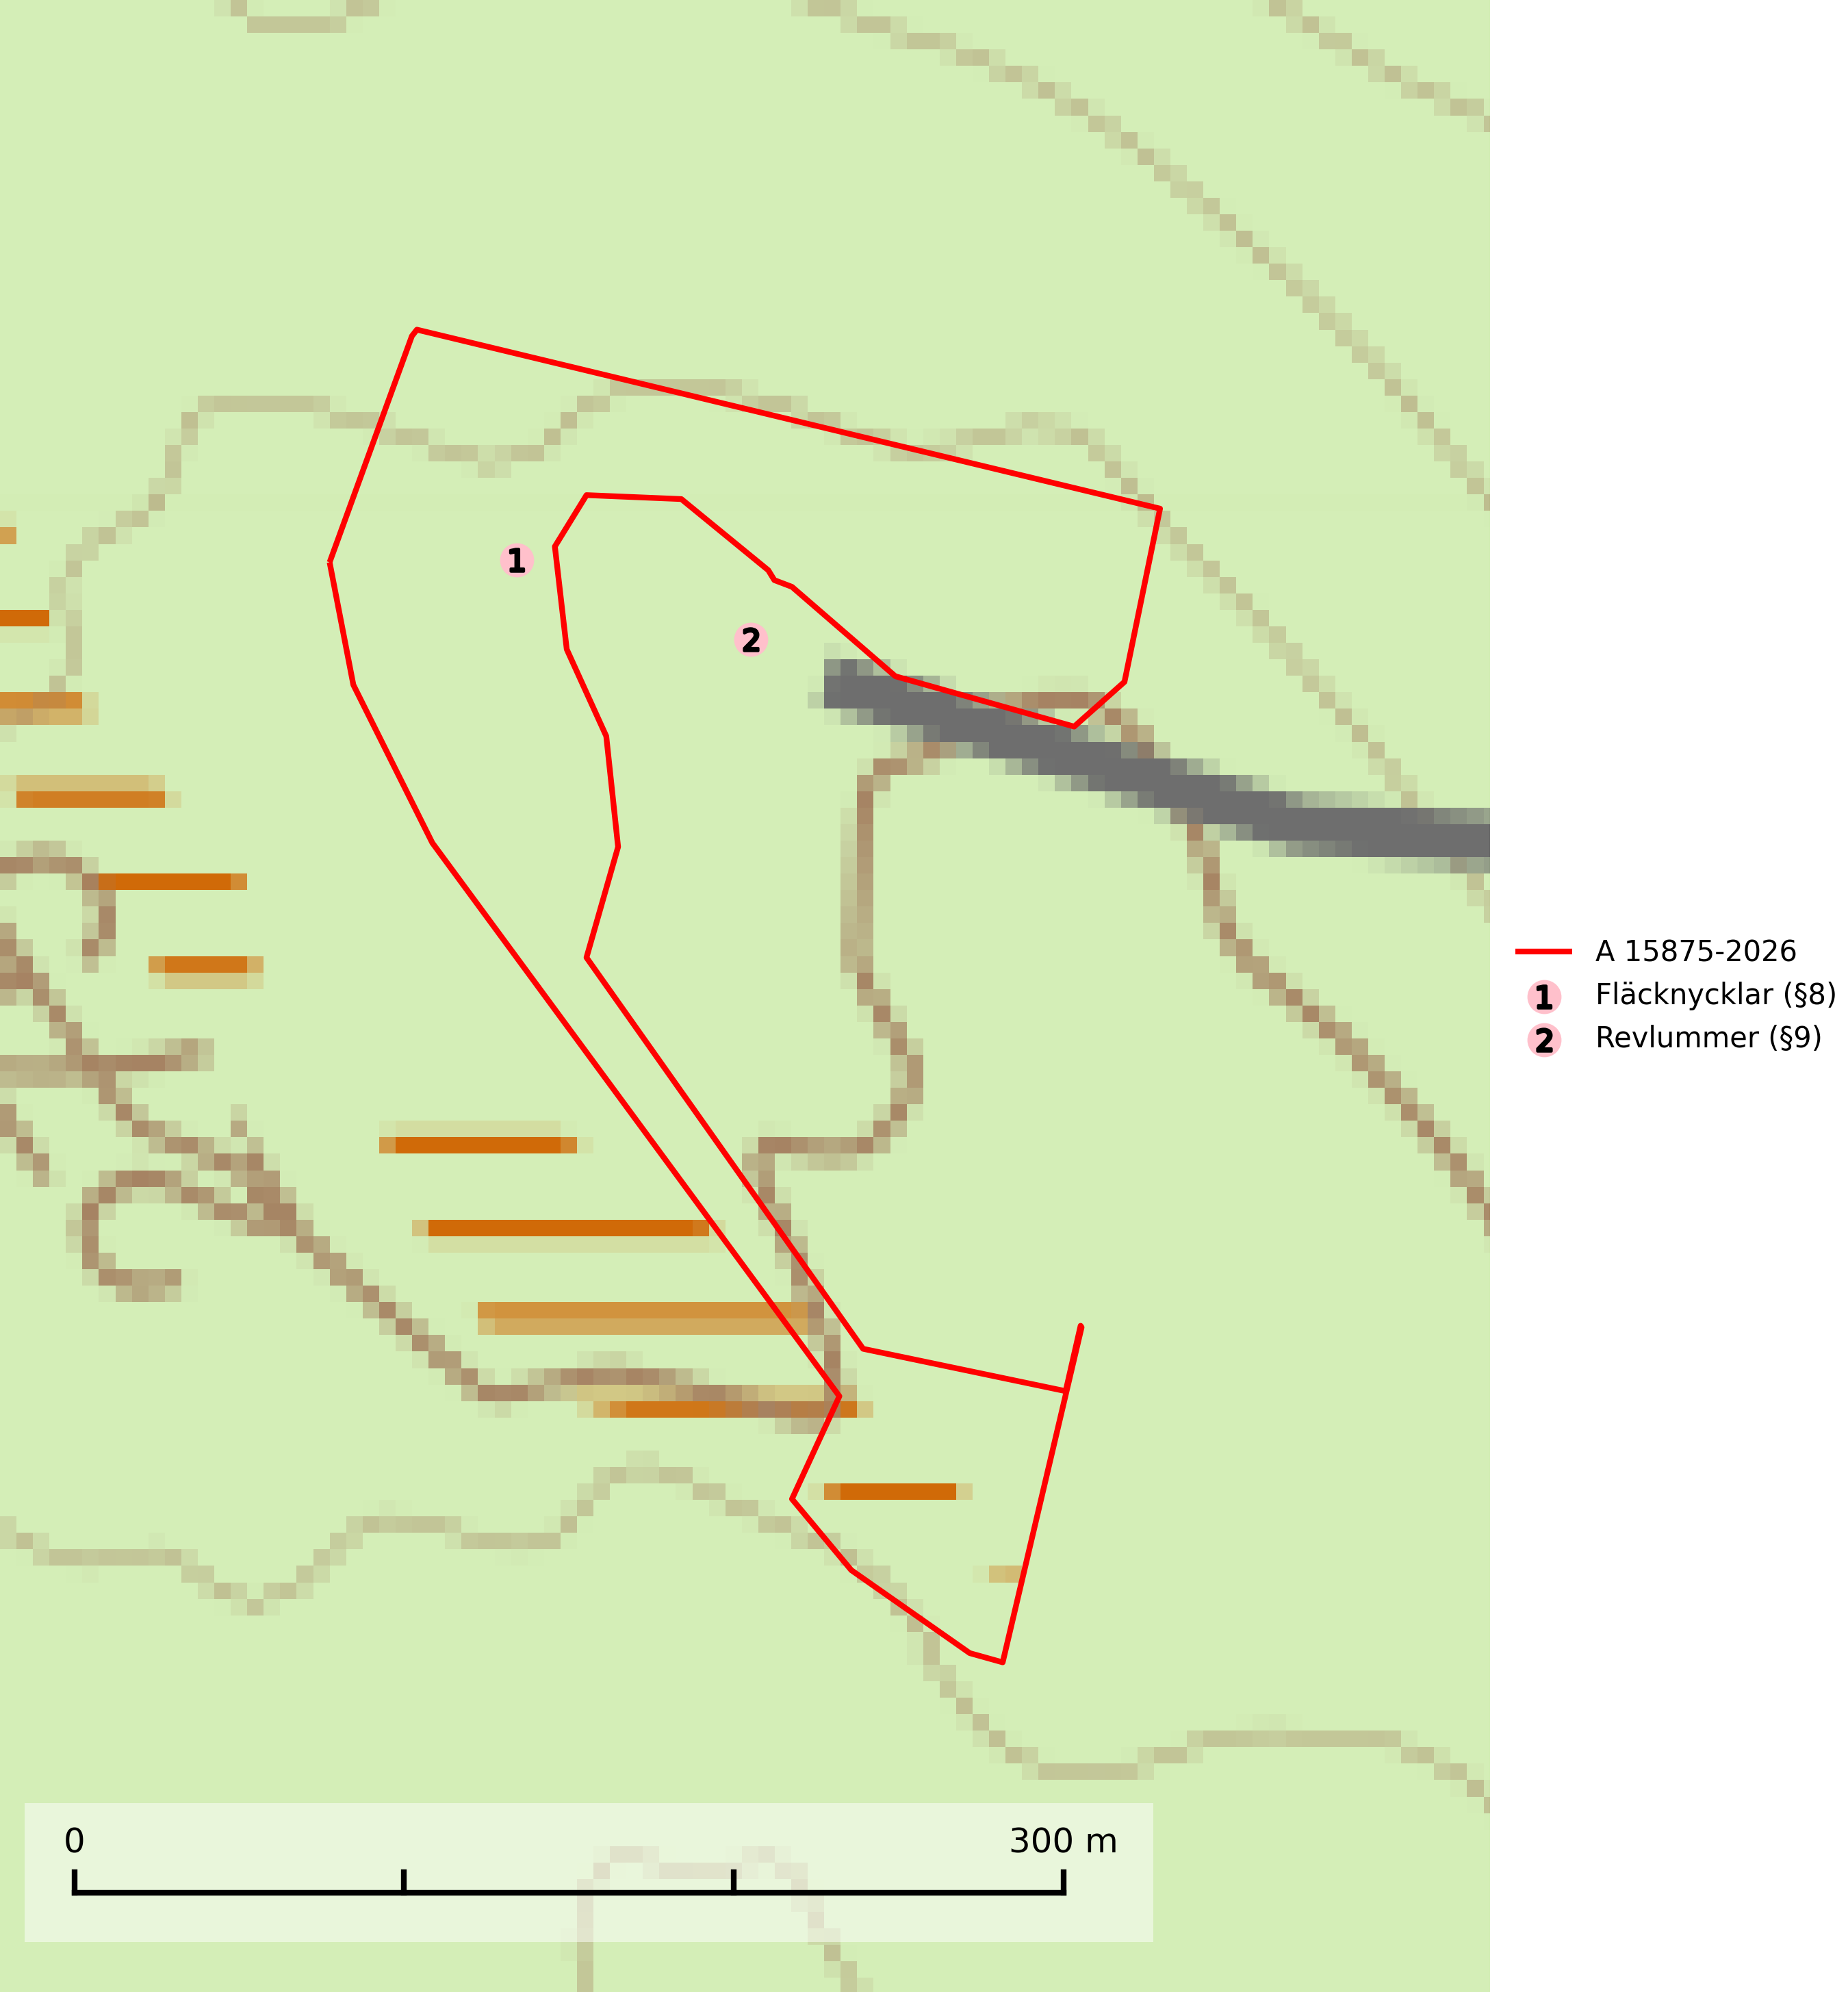 1
2
A 15875-2026
1 Fläcknycklar (§8)
2 Revlummer (§9)
0 300 m